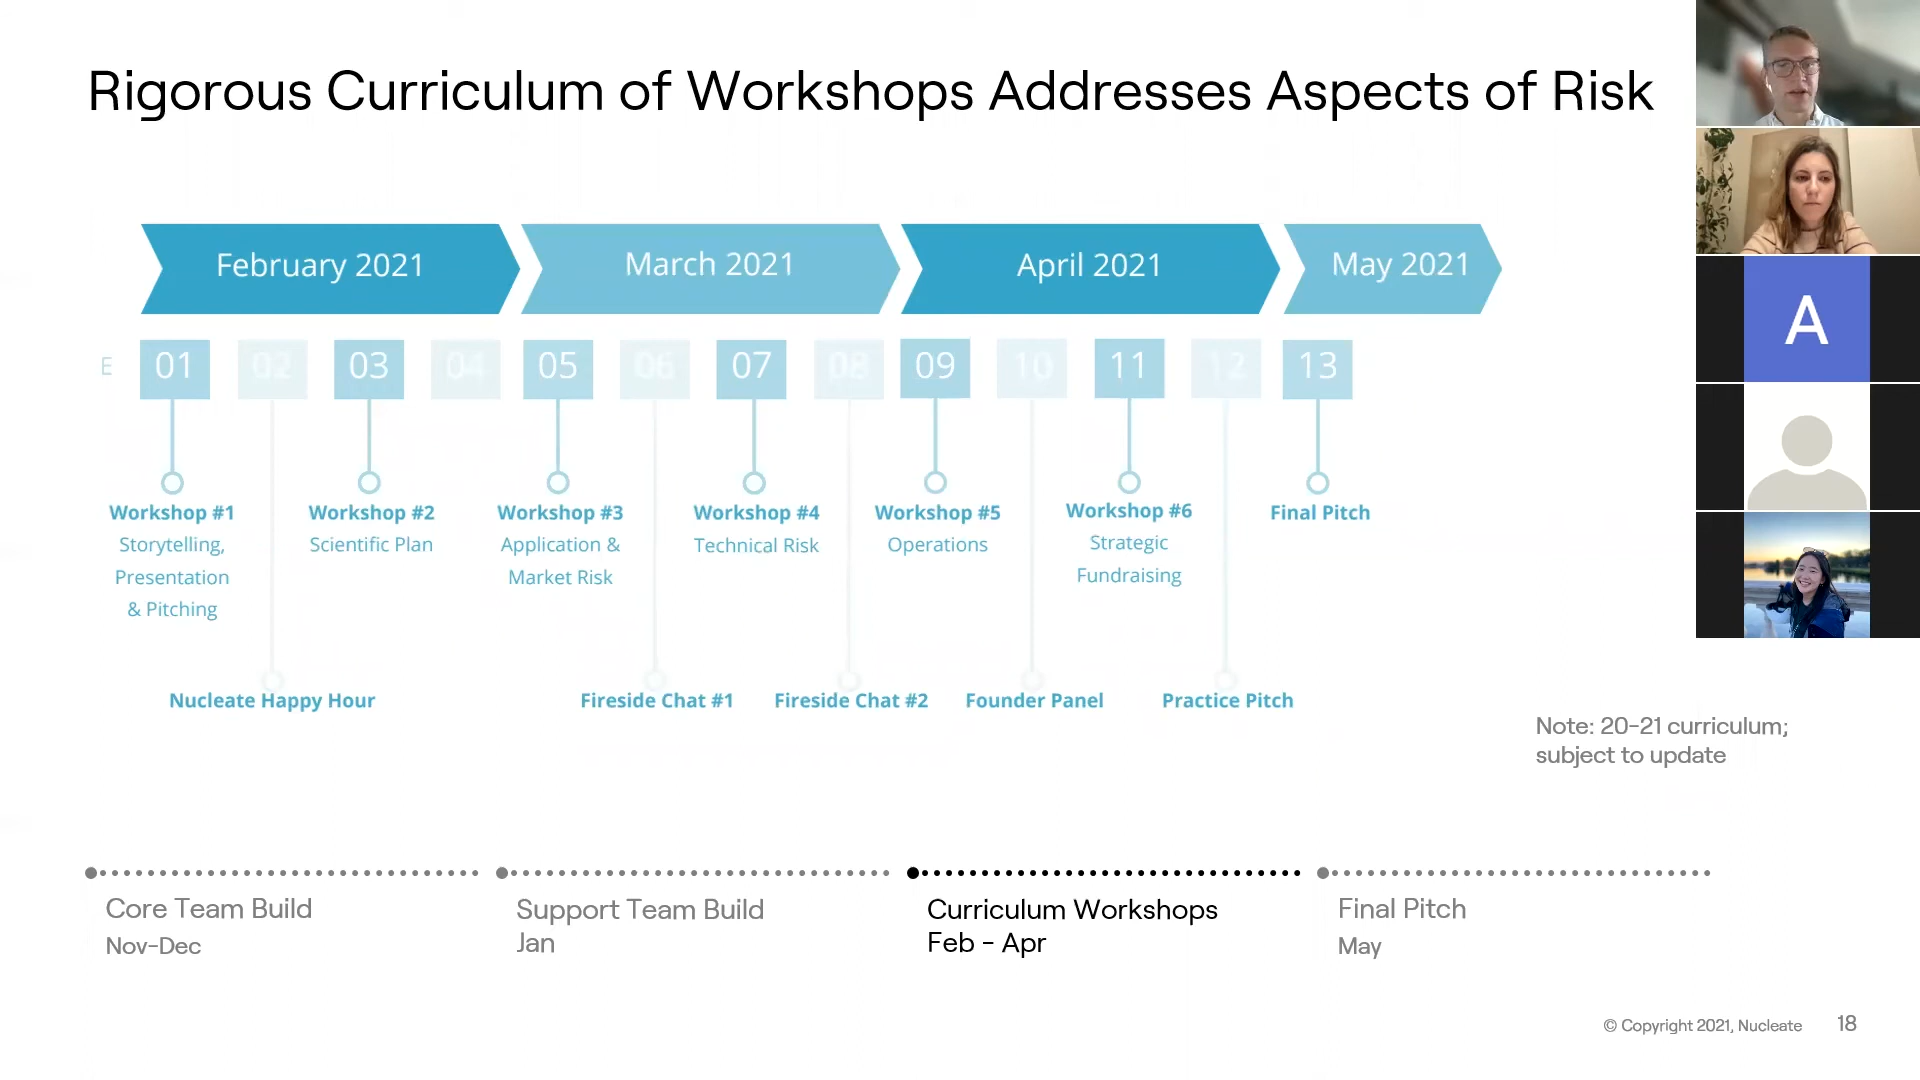 Rigorous Curriculum of Workshops Addresses Aspects of Risk
February 2021
March 2021
April 2021
May 2021
E
01
02
03
04
05
06
07
08
09
10
11
12
13
Workshop #1
Storytelling,
Presentation
& Pitching
Workshop #2
Scientific Plan
Workshop #3
Application &
Market Risk
Workshop #4
Technical Risk
Workshop #5
Operations
Workshop #6
Strategic
Fundraising
Final Pitch
Nucleate Happy Hour
Fireside Chat #1
Fireside Chat #2
Founder Panel
Practice Pitch
Note: 20-21 curriculum;
subject to update
Core Team Build
Nov-Dec
Support Team Build
Jan
Curriculum Workshops
Feb - Apr
Final Pitch
May
© Copyright 2021, Nucleate
18
A